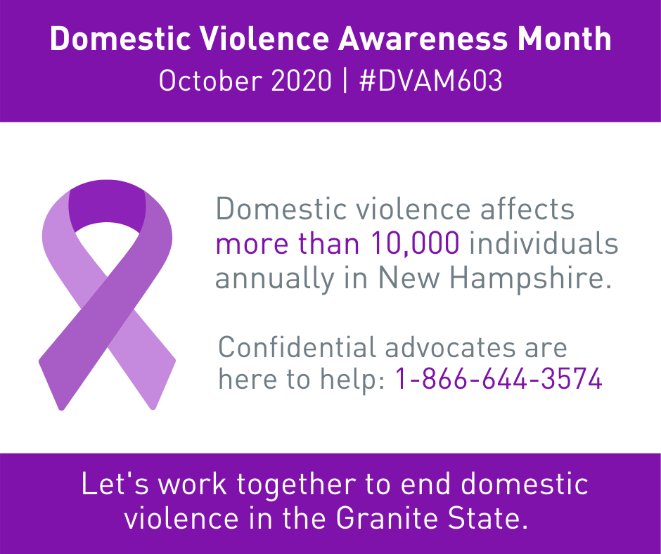 Domestic Violence Awareness Month
October 2020 | #DVAM603
Domestic violence affects
more than 10,000 individuals
annually in New Hampshire.
Confidential advocates are
here to help: 1-866-644-3574
Let's work together to end domestic
violence in the Granite State.